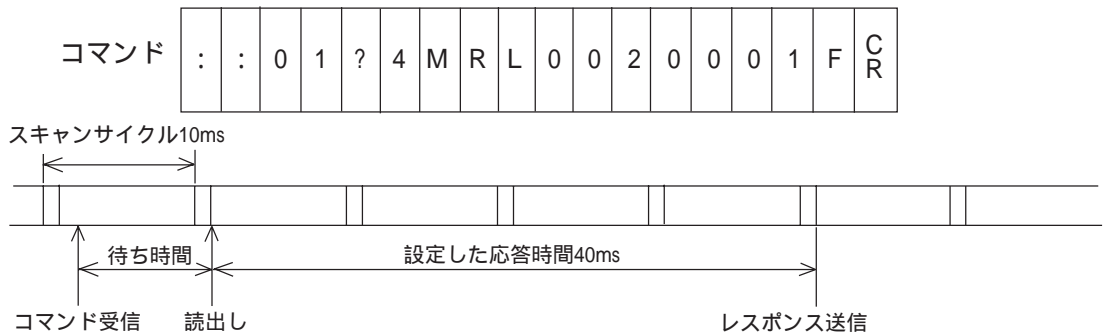 コマンド : : 0 1 ? 4 M R L 0 0 2 0 0 0 1 F CR
スキャンサイクル10ms
待ち時間 設定した応答時間40ms
コマンド受信 読出し レスポンス送信